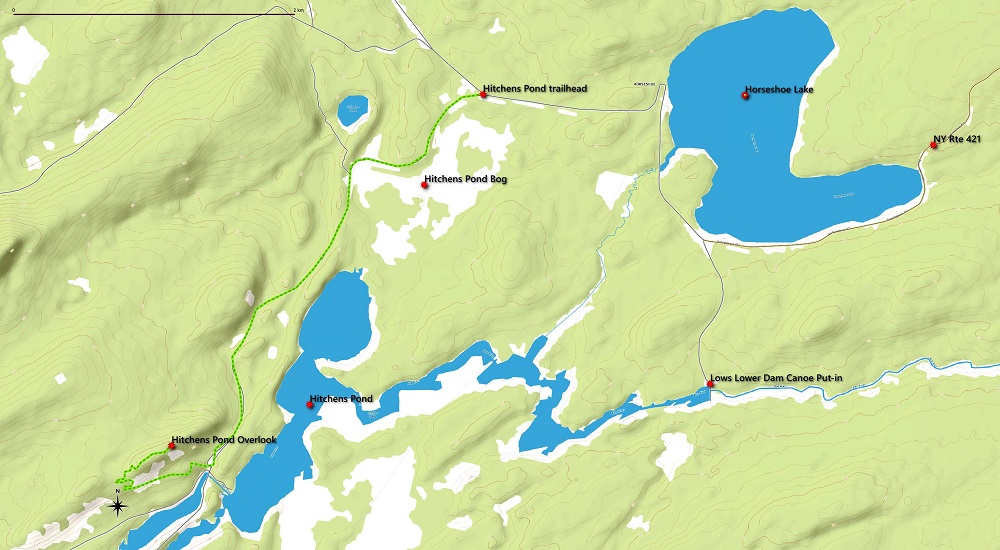 0 2 km
HORSESHOE
Hitchens Pond trailhead
Horseshoe Lake
NY Rte 421
Hitchens Pond Bog
Lows Lower Dam Canoe Put-in
Hitchens Pond
Hitchens Pond Overlook
N